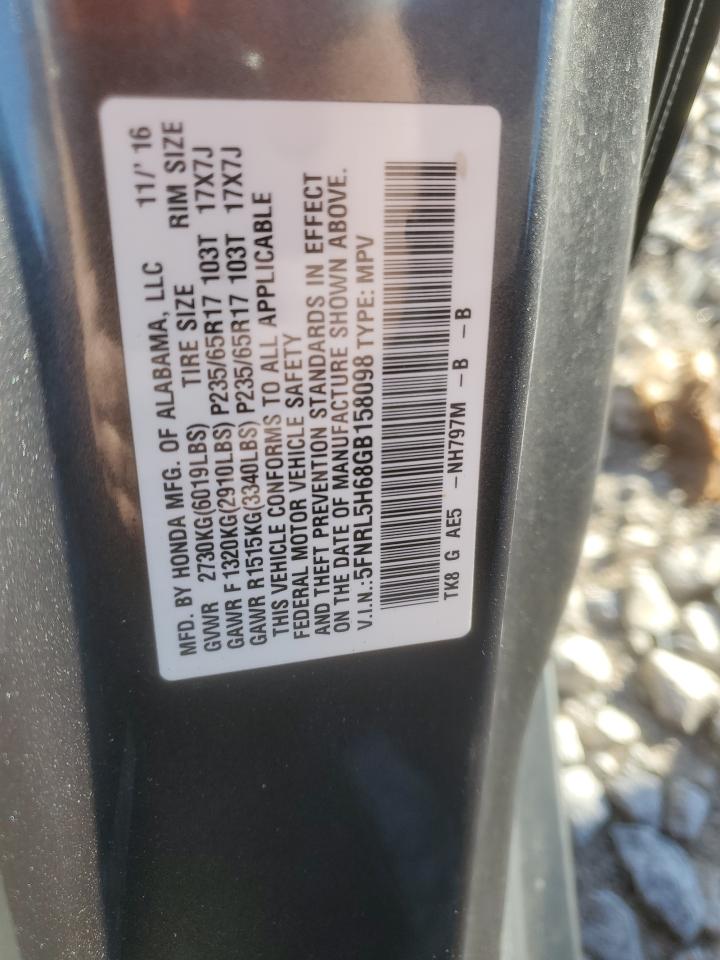 MFD. BY HONDA MFG. OF ALABAMA, LLC 11/' 16
GVWR 2730KG(6019LBS) TIRE SIZE RIM SIZE
GAWR F 1320KG(2910LBS) P235/65R17 103T 17X7J
GAWR R1515KG(3340LBS) P235/65R17 103T 17X7J
THIS VEHICLE CONFORMS TO ALL APPLICABLE
FEDERAL MOTOR VEHICLE SAFETY
AND THEFT PREVENTION STANDARDS IN EFFECT
ON THE DATE OF MANUFACTURE SHOWN ABOVE.
V.I.N.:5FNRL5H68GB158098 TYPE: MPV
TK8 G AE5 -NH797M -B -B